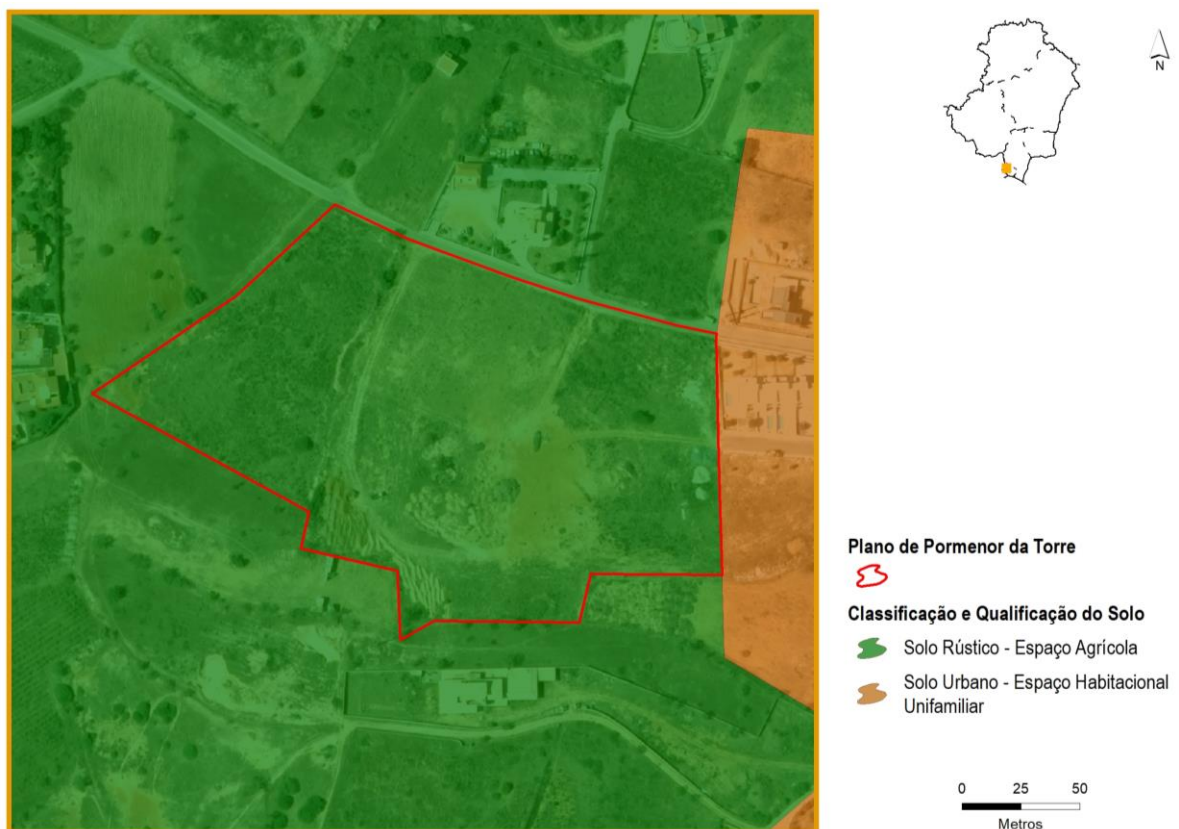 N
Plano de Pormenor da Torre
Classificação e Qualificação do Solo
Solo Rústico - Espaço Agrícola
Solo Urbano - Espaço Habitacional
Unifamiliar
0 25 50
Metros